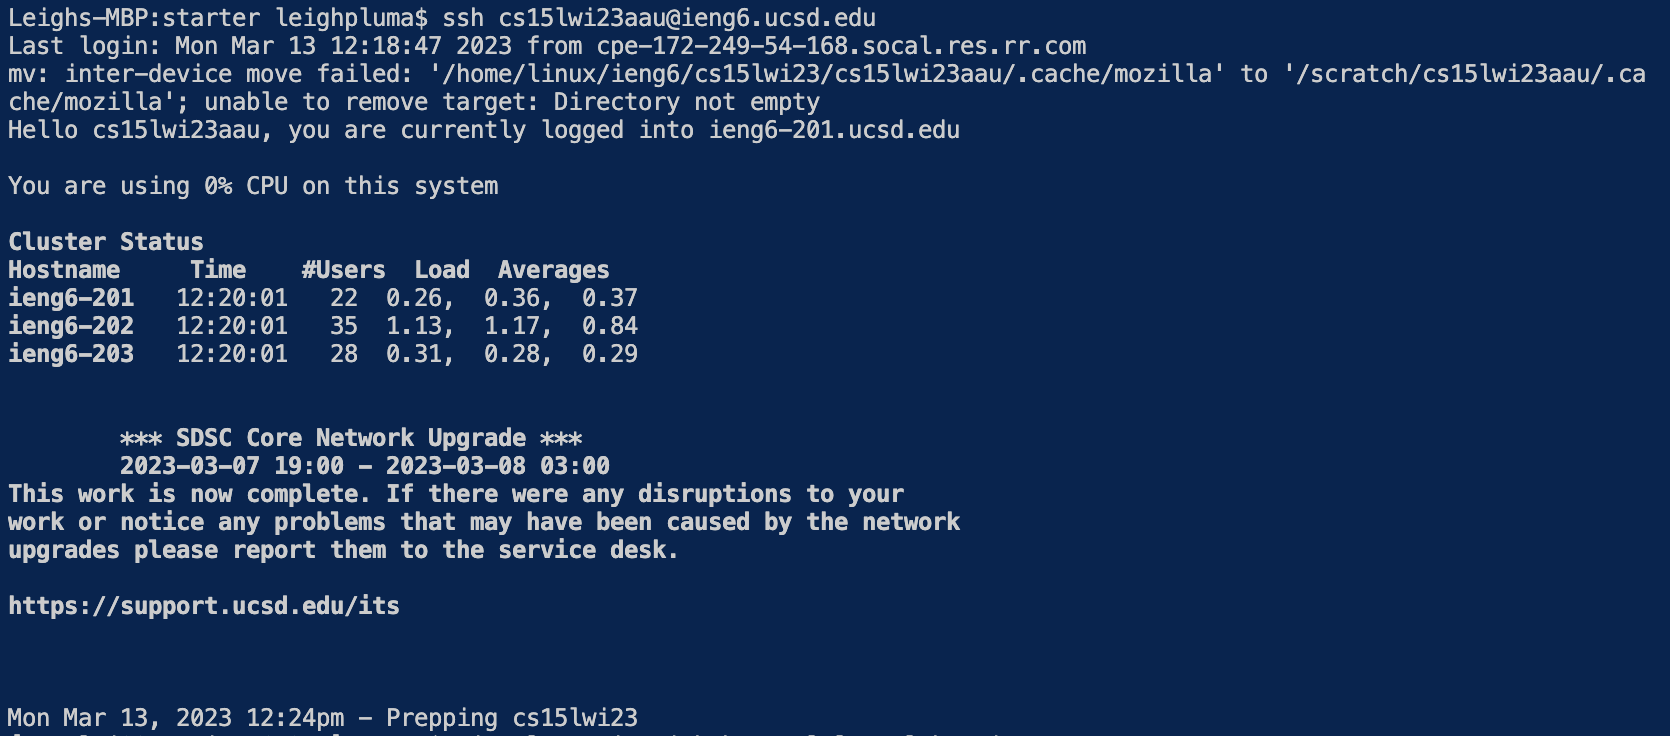 Leighs-MBP:starter leighpluma$ ssh cs15lwi23aau@ieng6.ucsd.edu
Last login: Mon Mar 13 12:18:47 2023 from cpe-172-249-54-168.socal.res.rr.com
mv: inter-device move failed: '/home/linux/ieng6/cs15lwi23/cs15lwi23aau/.cache/mozilla' to '/scratch/cs15lwi23aau/.ca
che/mozilla'; unable to remove target: Directory not empty
Hello cs15lwi23aau, you are currently logged into ieng6-201.ucsd.edu
You are using 0% CPU on this system
Cluster Status
Hostname     Time    #Users  Load  Averages
ieng6-201   12:20:01   22  0.26,  0.36,  0.37
ieng6-202   12:20:01   35  1.13,  1.17,  0.84
ieng6-203   12:20:01   28  0.31,  0.28,  0.29
*** SDSC Core Network Upgrade ***
2023-03-07 19:00 - 2023-03-08 03:00
This work is now complete. If there were any disruptions to your
work or notice any problems that may have been caused by the network
upgrades please report them to the service desk.
https://support.ucsd.edu/its
Mon Mar 13, 2023 12:24pm - Prepping cs15lwi23